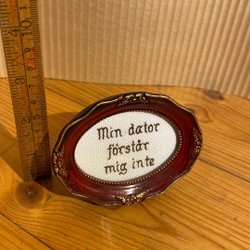 Min dator
förstår
mig inte